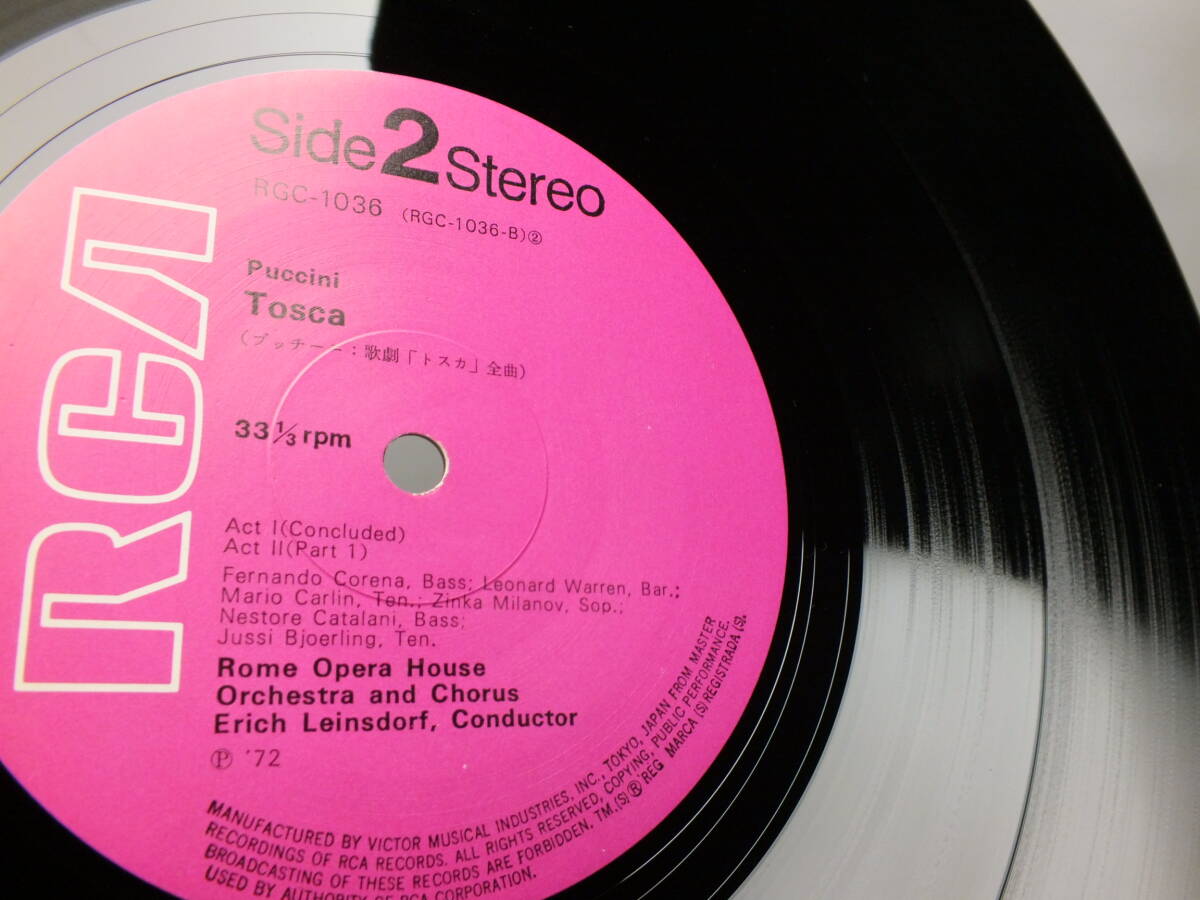 RCA
Side 2 Stereo
RGC-1036 (RGC-1036-B)②
Puccini
Tosca
(プッチーニ:歌劇「トスカ」全曲)
33 1/3 rpm
Act I(Concluded)
Act II(Part 1)
Fernando Corena, Bass; Leonard Warren, Bar.;
Mario Carlin, Ten.; Zinka Milanov, Sop.;
Nestore Catalani, Bass;
Jussi Bjoerling, Ten.
Rome Opera House
Orchestra and Chorus
Erich Leinsdorf, Conductor
Ⓟ '72
MANUFACTURED BY VICTOR MUSICAL INDUSTRIES, INC., TOKYO, JAPAN FROM MASTER
RECORDINGS OF RCA RECORDS. ALL RIGHTS RESERVED. COPYING, PUBLIC PERFORMANCE,
BROADCASTING OF THESE RECORDS ARE FORBIDDEN. TM.(S)® REG MARCA (S) REGISTRADA (S).
USED BY AUTHORITY OF RCA CORPORATION.